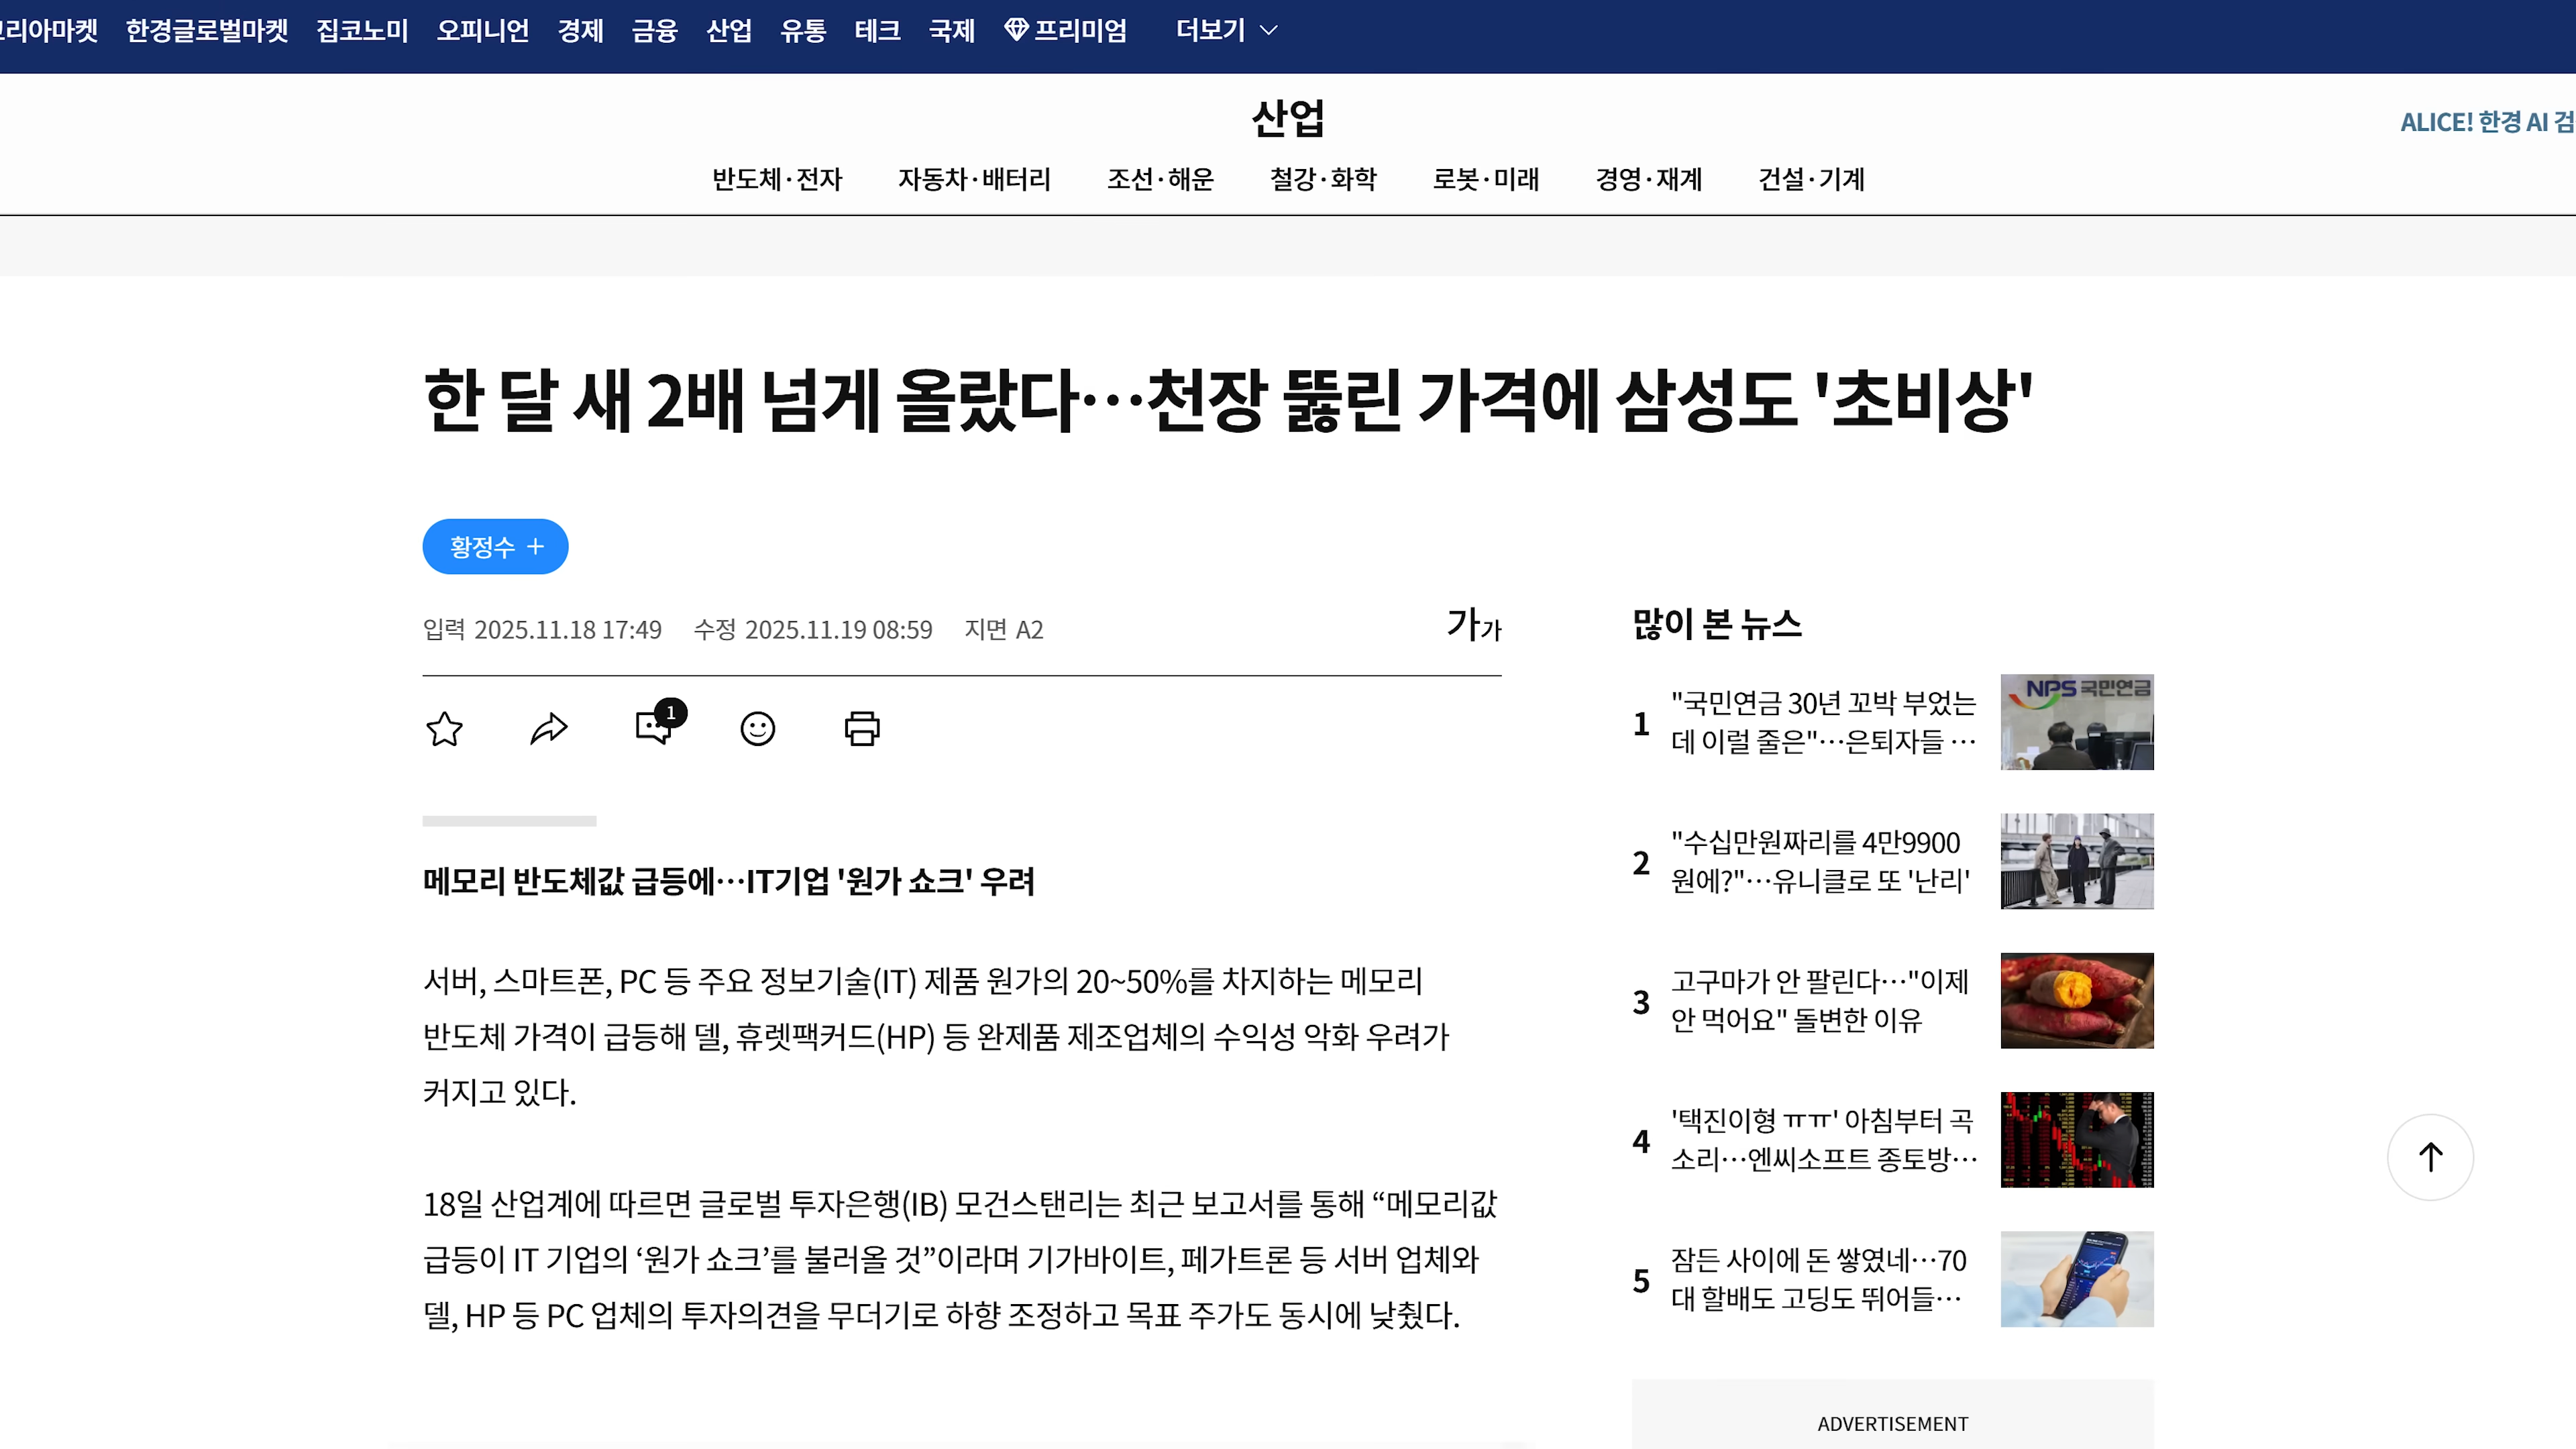 한경글로벌마켓 집코노미 오피니언 경제 금융 산업 유통 테크 국제 프리미엄 더보기
산업
ALICE! 한경 AI
반도체·전자 자동차·배터리 조선·해운 철강·화학 로봇·미래 경영·재계 건설·기계
한 달 새 2배 넘게 올랐다…천장 뚫린 가격에 삼성도 '초비상'
황정수 +
입력 2025.11.18 17:49 수정 2025.11.19 08:59 지면 A2
가가
1
메모리 반도체값 급등에…IT기업 '원가 쇼크' 우려
서버, 스마트폰, PC 등 주요 정보기술(IT) 제품 원가의 20~50%를 차지하는 메모리
반도체 가격이 급등해 델, 휴렛팩커드(HP) 등 완제품 제조업체의 수익성 악화 우려가
커지고 있다.
18일 산업계에 따르면 글로벌 투자은행(IB) 모건스탠리는 최근 보고서를 통해 “메모리값
급등이 IT 기업의 ‘원가 쇼크’를 불러올 것”이라며 기가바이트, 페가트론 등 서버 업체와
델, HP 등 PC 업체의 투자의견을 무더기로 하향 조정하고 목표 주가도 동시에 낮췄다.
많이 본 뉴스
1
"국민연금 30년 꼬박 부었는
데 이럴 줄은"…은퇴자들 …
NPS 국민연금
2
"수십만원짜리를 4만9900
원에?"…유니클로 또 '난리'
3
고구마가 안 팔린다…"이제
안 먹어요" 돌변한 이유
4
'택진이형 ㅠㅠ' 아침부터 곡
소리…엔씨소프트 종토방…
5
잠든 사이에 돈 쌓였네…70
대 할배도 고딩도 뛰어들…
ADVERTISEMENT